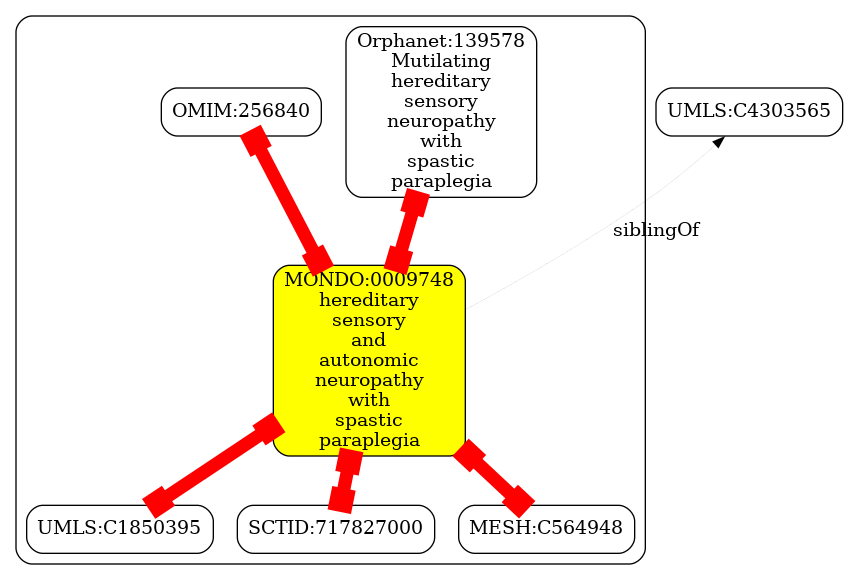 Orphanet:139578
Mutilating
hereditary
sensory
neuropathy
with
spastic
paraplegia
OMIM:256840
UMLS:C4303565
siblingOf
MONDO:0009748
hereditary
sensory
and
autonomic
neuropathy
with
spastic
paraplegia
UMLS:C1850395
SCTID:717827000
MESH:C564948